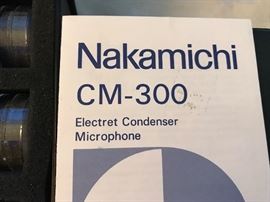 Nakamichi
CM-300
Electret Condenser
Microphone